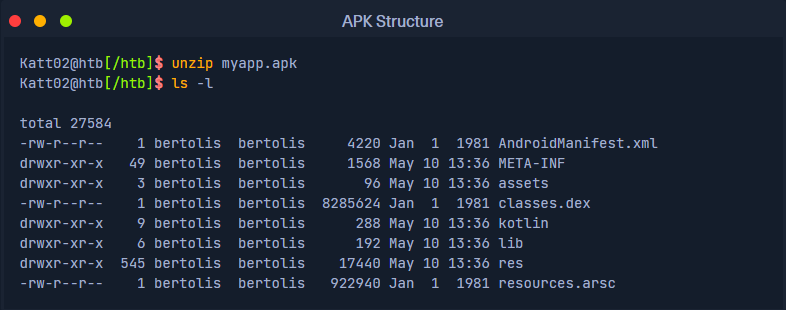 APK Structure
Katt02@htb[/htb]$ unzip myapp.apk
Katt02@htb[/htb]$ ls -l
total 27584
-rw-r--r--    1 bertolis  bertolis     4220 Jan  1  1981 AndroidManifest.xml
drwxr-xr-x   49 bertolis  bertolis     1568 May 10 13:36 META-INF
drwxr-xr-x    3 bertolis  bertolis       96 May 10 13:36 assets
-rw-r--r--    1 bertolis  bertolis  8285624 Jan  1  1981 classes.dex
drwxr-xr-x    9 bertolis  bertolis      288 May 10 13:36 kotlin
drwxr-xr-x    6 bertolis  bertolis      192 May 10 13:36 lib
drwxr-xr-x  545 bertolis  bertolis    17440 May 10 13:36 res
-rw-r--r--    1 bertolis  bertolis   922940 Jan  1  1981 resources.arsc